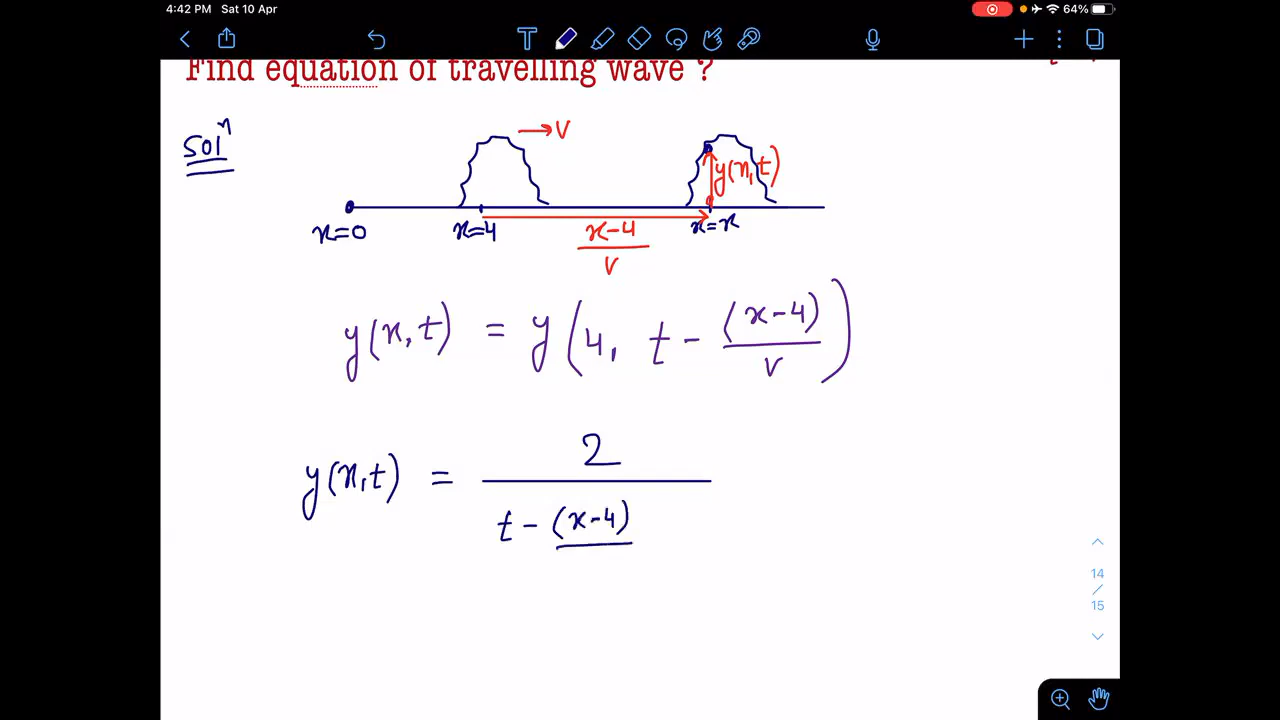 4:42 PM Sat 10 Apr
64%
Find equation of travelling wave ?
Solⁿ
→ V
y(x,t)
x=0
x=4
x-4
V
x=x
y(x,t) = y(4, t - (x-4)/V)
y(x,t) = 2
t - (x-4)
14
/
15